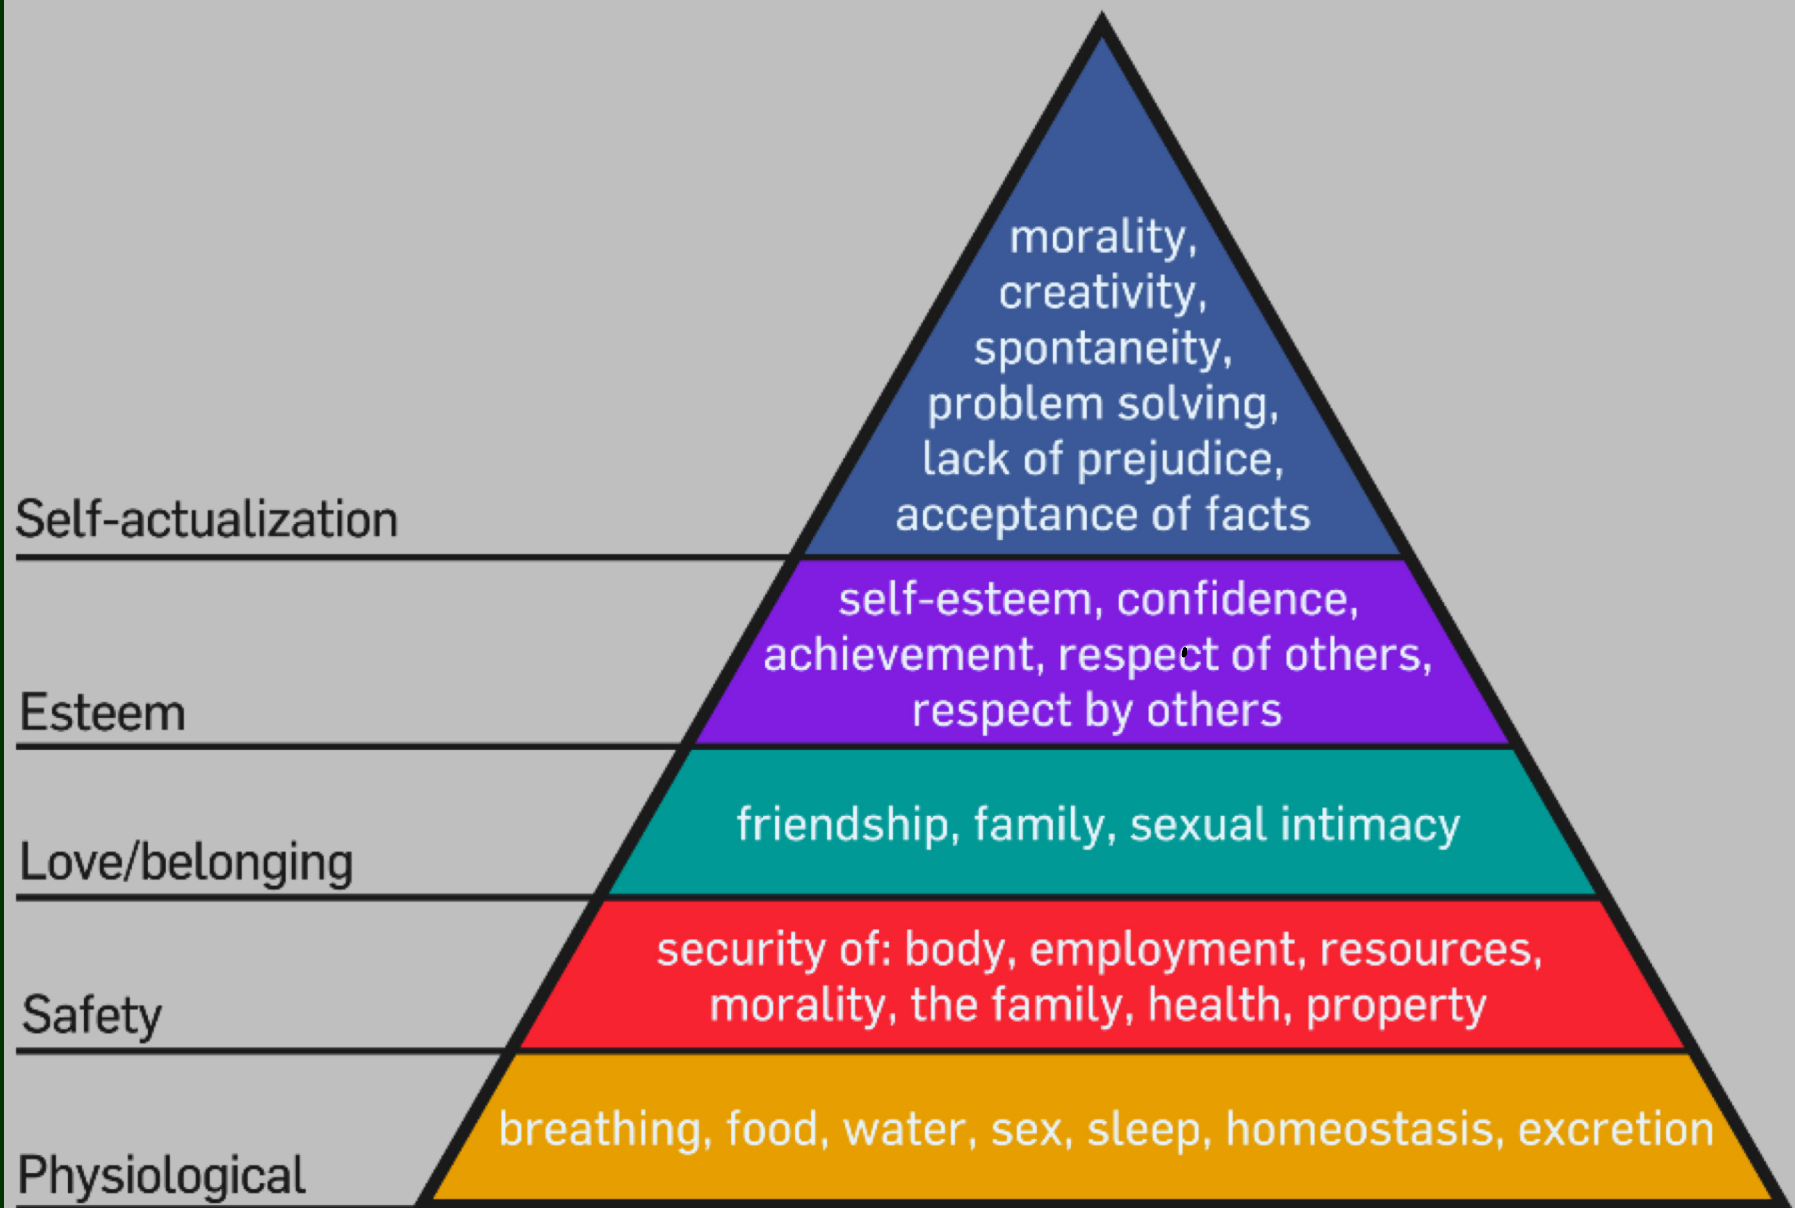 morality,
creativity,
spontaneity,
problem solving,
lack of prejudice,
acceptance of facts
Self-actualization
self-esteem, confidence,
achievement, respect of others,
respect by others
Esteem
friendship, family, sexual intimacy
Love/belonging
security of: body, employment, resources,
morality, the family, health, property
Safety
breathing, food, water, sex, sleep, homeostasis, excretion
Physiological